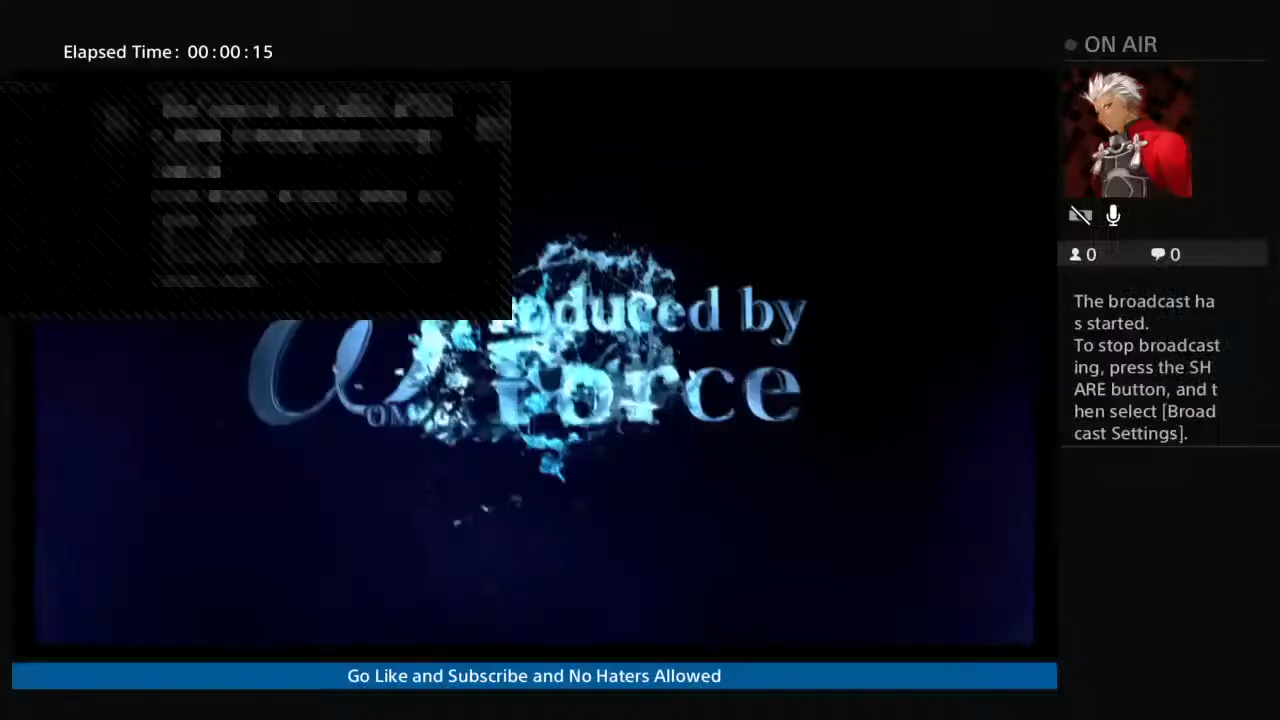 Elapsed Time: 00:00:15
ON AIR
0 0
The broadcast ha
s started.
To stop broadcast
ing, press the SH
ARE button, and t
hen select [Broad
cast Settings].
roduced by
ω Force
OMEGA
Go Like and Subscribe and No Haters Allowed